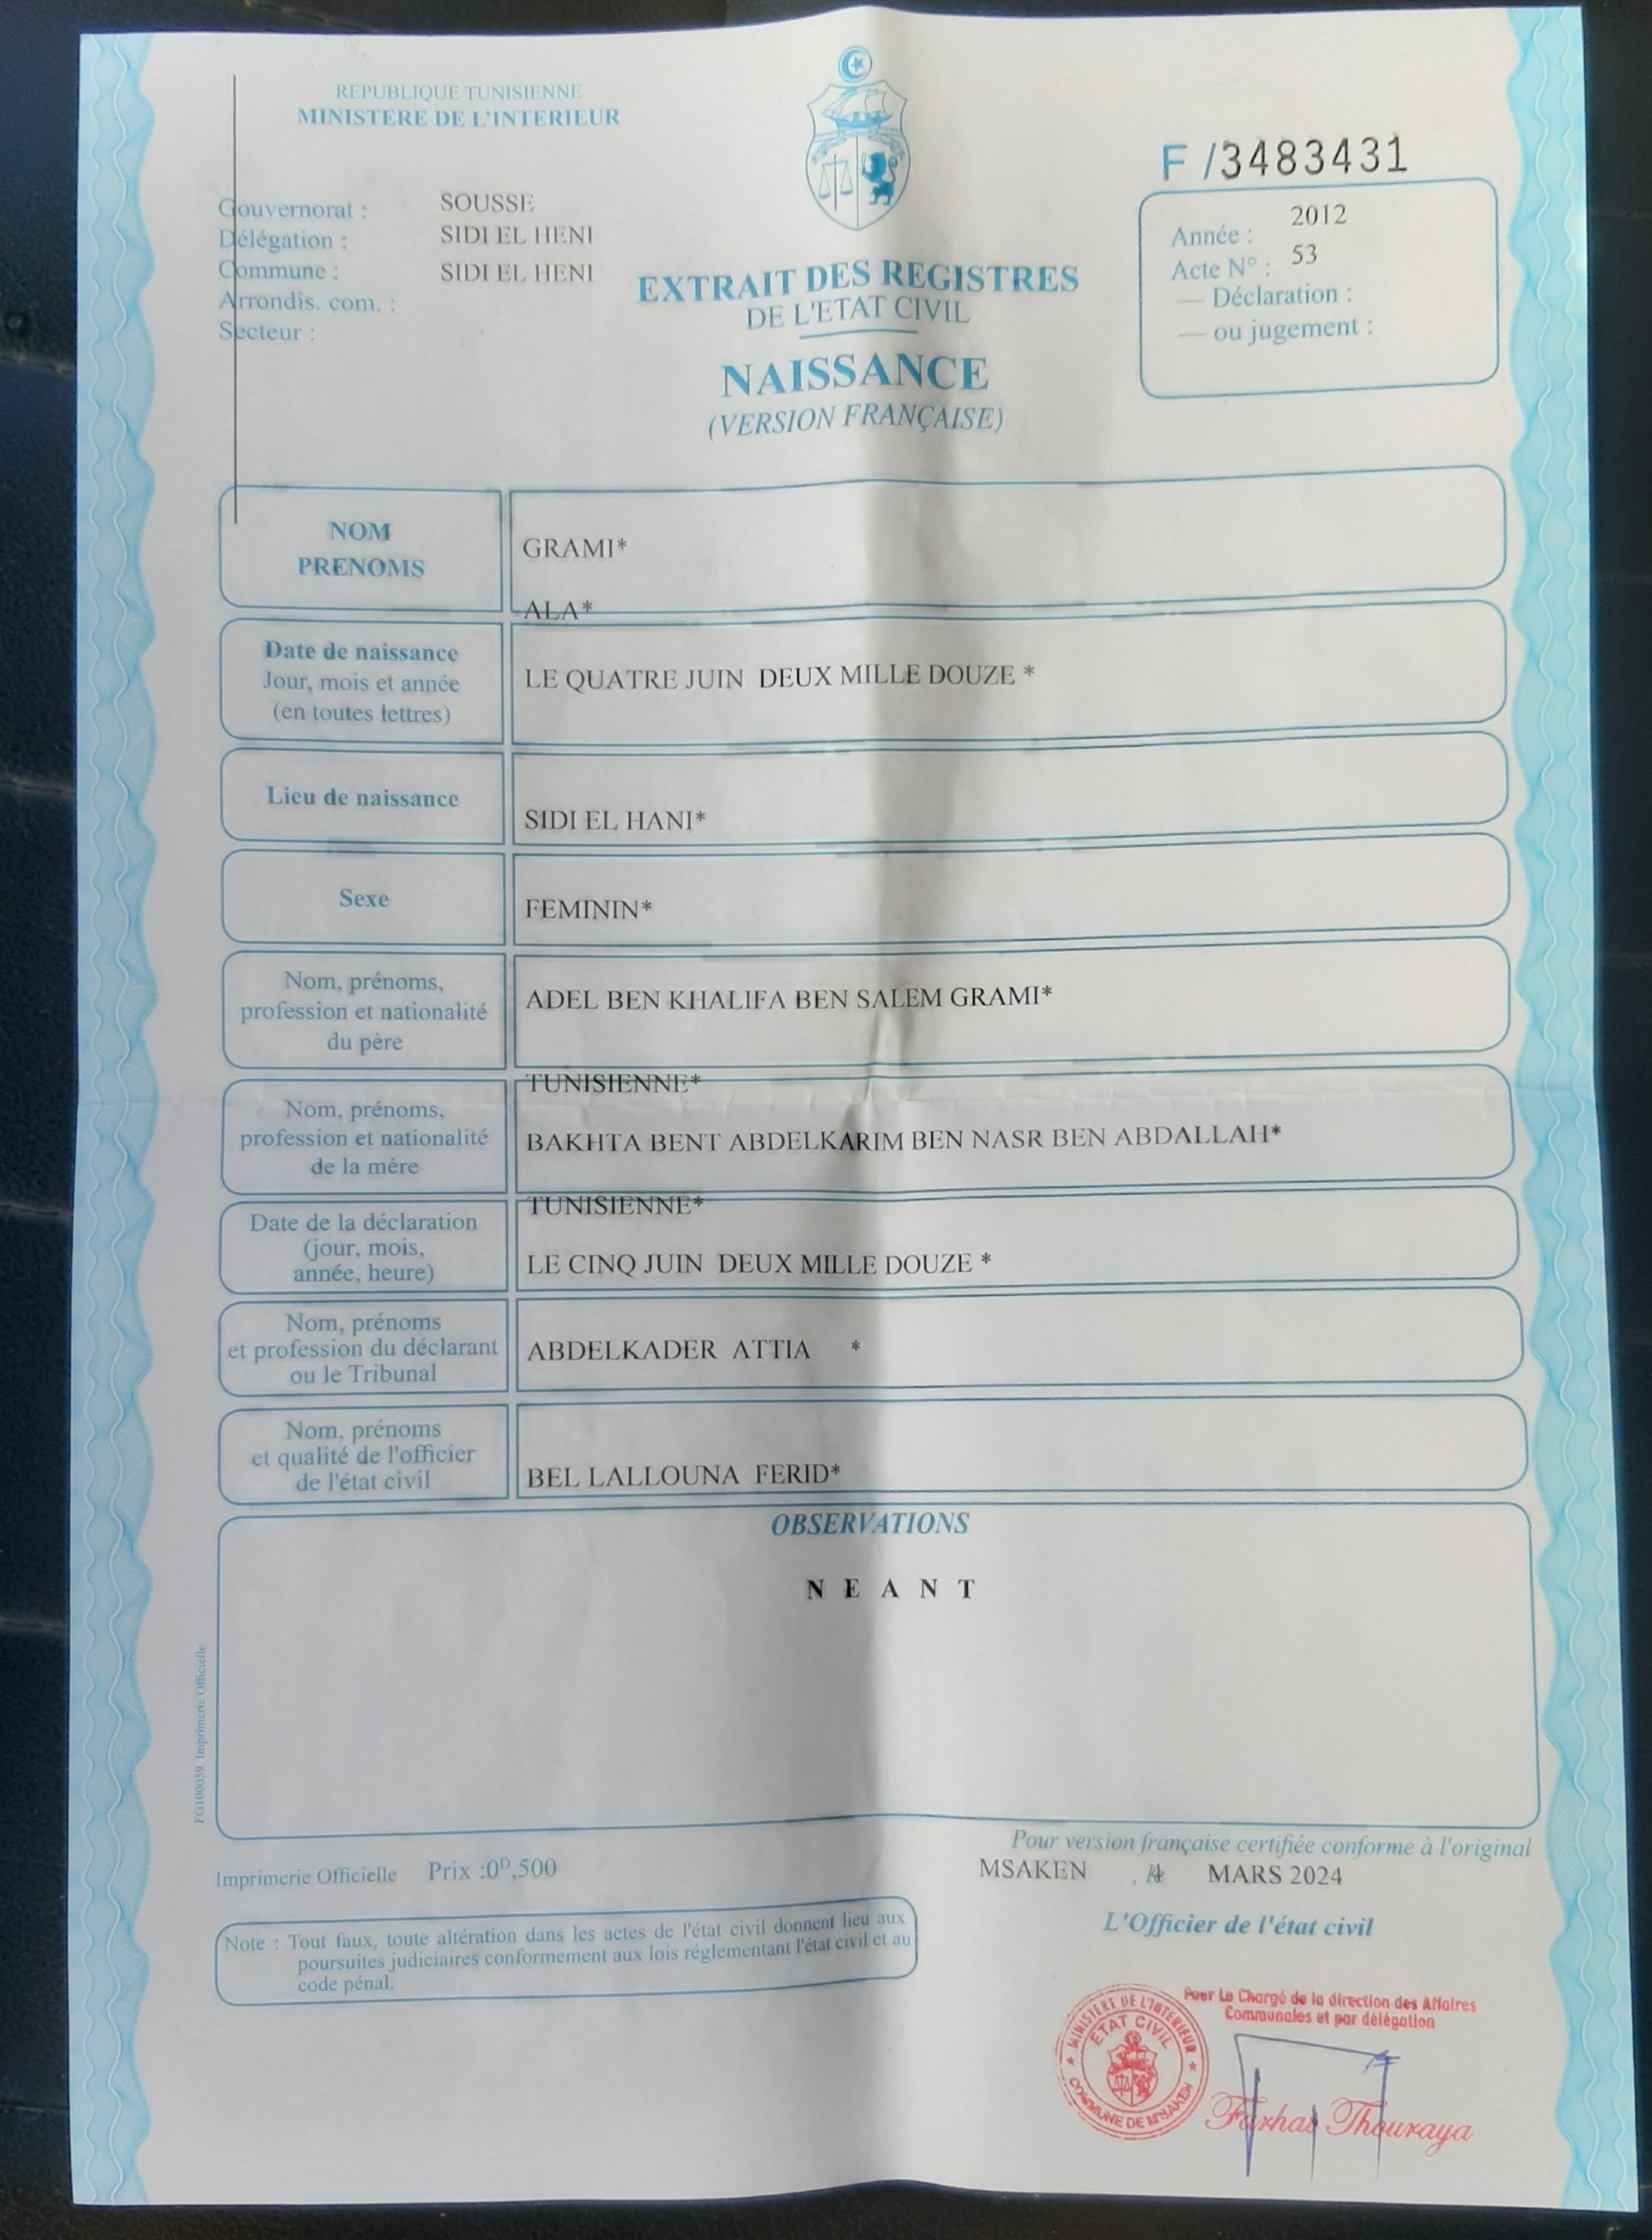 REPUBLIQUE TUNISIENNE
MINISTERE DE L'INTERIEUR
F /3483431
Gouvernorat : SOUSSE
Délégation : SIDI EL HENI
Commune : SIDI EL HENI
Arrondis. com. :
Secteur :
Année : 2012
Acte N° : 53
— Déclaration :
— ou jugement :
EXTRAIT DES REGISTRES
DE L'ETAT CIVIL
NAISSANCE
(VERSION FRANÇAISE)
NOM
PRENOMS
GRAMI*
ALA*
Date de naissance
Jour, mois et année
(en toutes lettres)
LE QUATRE JUIN DEUX MILLE DOUZE *
Lieu de naissance
SIDI EL HANI*
Sexe
FEMININ*
Nom, prénoms,
profession et nationalité
du père
ADEL BEN KHALIFA BEN SALEM GRAMI*
TUNISIENNE*
Nom, prénoms,
profession et nationalité
de la mère
BAKHTA BENT ABDELKARIM BEN NASR BEN ABDALLAH*
TUNISIENNE*
Date de la déclaration
(jour, mois,
année, heure)
LE CINQ JUIN DEUX MILLE DOUZE *
Nom, prénoms
et profession du déclarant
ou le Tribunal
ABDELKADER ATTIA *
Nom, prénoms
et qualité de l'officier
de l'état civil
BEL LALLOUNA FERID*
OBSERVATIONS
N E A N T
FG100059 Imprimerie Officielle
Pour version française certifiée conforme à l'original
Imprimerie Officielle Prix :0ᴰ,500
MSAKEN MARS 2024
L'Officier de l'état civil
Note : Tout faux, toute altération dans les actes de l'état civil donnent lieu aux
poursuites judiciaires conformement aux lois réglementant l'état civil et au
code pénal.
Pour Le Chargé de la direction des Affaires
Communales et par délégation
MINISTERE DE L'INTERIEUR
ETAT CIVIL
COMMUNE DE M'SAKEN
Farhat Thouraya